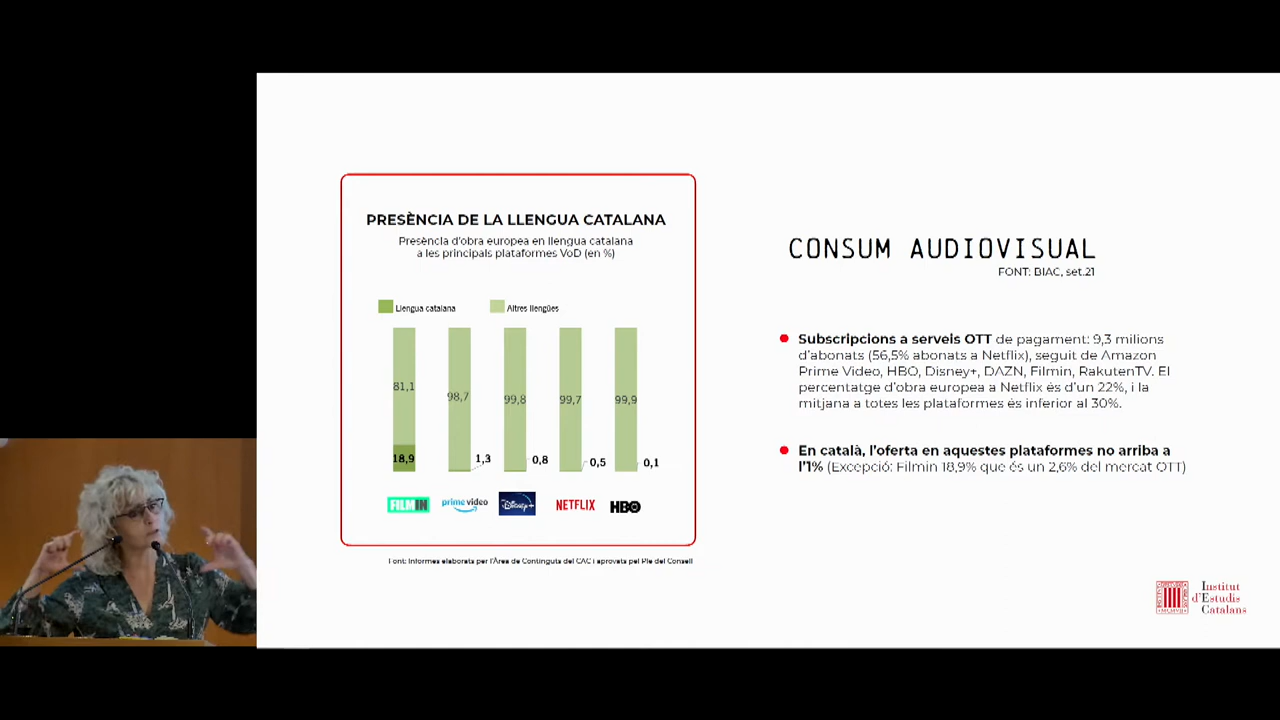 PRESÈNCIA DE LA LLENGUA CATALANA
Presència d'obra europea en llengua catalana
a les principals plataformes VoD (en %)
Llengua catalana
Altres llengües
81,1
98,7
99,8
99,7
99,9
18,9
1,3
0,8
0,5
0,1
FILMIN
prime video
Disney+
NETFLIX
HBO
Font: Informes elaborats per l'Àrea de Continguts del CAC i aprovats pel Ple del Consell
CONSUM AUDIOVISUAL
FONT: BIAC, set.21
Subscripcions a serveis OTT de pagament: 9,3 milions
d'abonats (56,5% abonats a Netflix), seguit de Amazon
Prime Video, HBO, Disney+, DAZN, Filmin, RakutenTV. El
percentatge d'obra europea a Netflix és d'un 22%, i la
mitjana a totes les plataformes és inferior al 30%.
En català, l'oferta en aquestes plataformes no arriba a
l'1% (Excepció: Filmin 18,9% que és un 2,6% del mercat OTT)
Institut
d'Estudis
Catalans